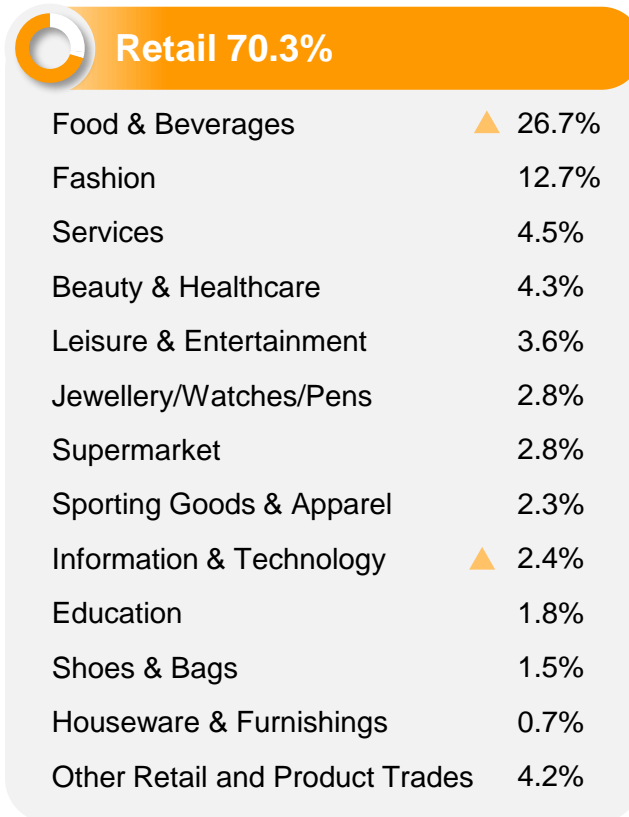 Retail 70.3%
Food & Beverages 26.7%
Fashion 12.7%
Services 4.5%
Beauty & Healthcare 4.3%
Leisure & Entertainment 3.6%
Jewellery/Watches/Pens 2.8%
Supermarket 2.8%
Sporting Goods & Apparel 2.3%
Information & Technology 2.4%
Education 1.8%
Shoes & Bags 1.5%
Houseware & Furnishings 0.7%
Other Retail and Product Trades 4.2%